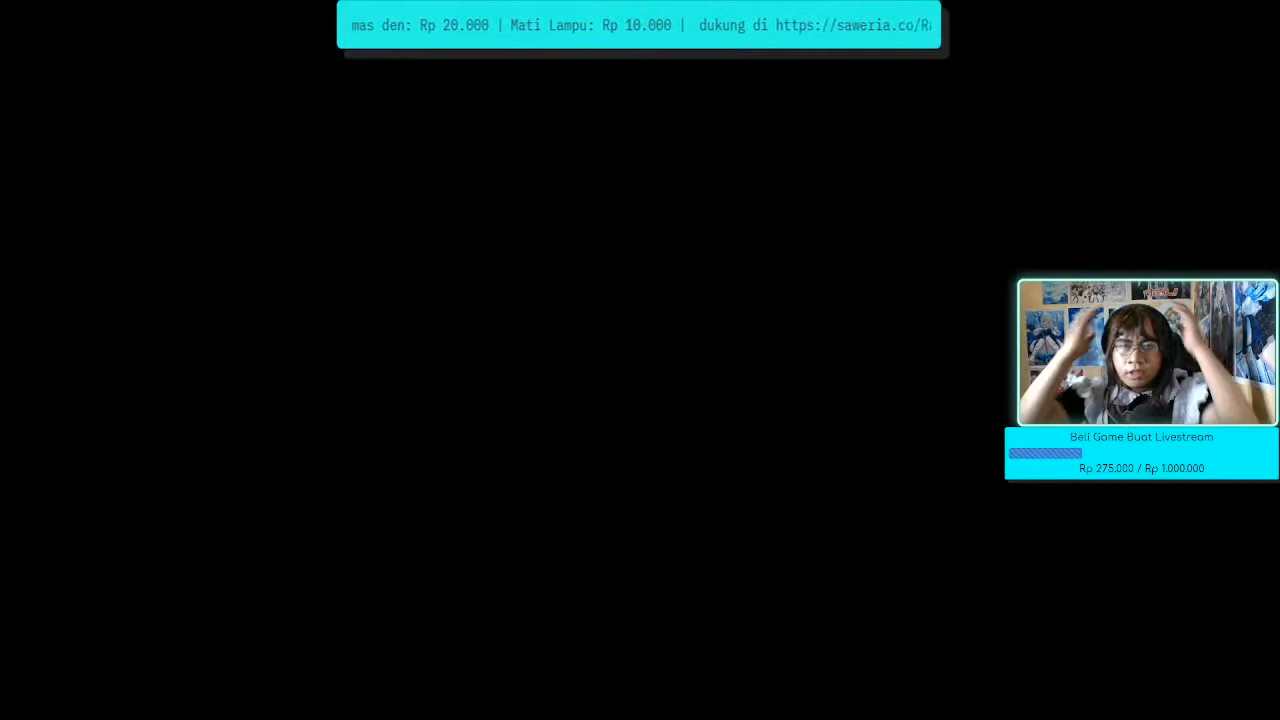 mas den: Rp 20.000 | Mati Lampu: Rp 10.000 | dukung di https://saweria.co/R
Beli Game Buat Livestream
Rp 275.000 / Rp 1.000.000